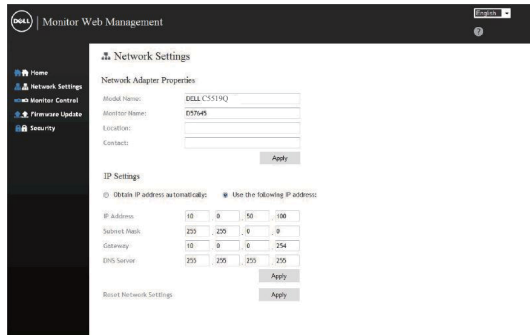 DELL Monitor Web Management
English
?
Network Settings
Home
Network Settings
Monitor Control
Firmware Update
Security
Network Adapter Properties
Model Name: DELL C5519Q
Monitor Name: D57645
Location:
Contact:
Apply
IP Settings
Obtain IP address automatically: Use the following IP address:
IP Address 10 . 0 . 50 . 100
Subnet Mask 255 . 255 . 0 . 0
Gateway 10 . 0 . 0 . 254
DNS Server 255 . 255 . 255 . 255
Apply
Reset Network Settings Apply